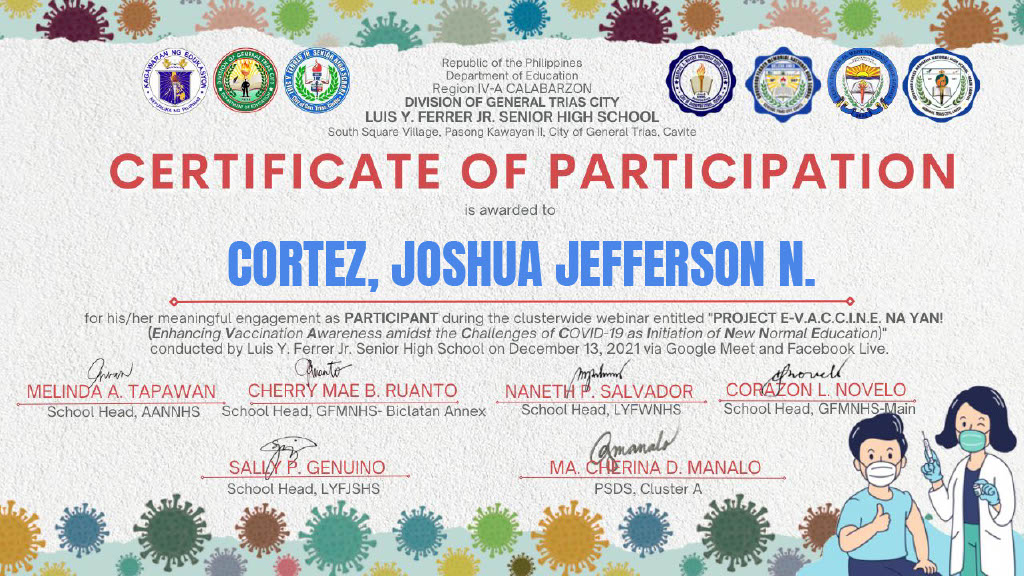 Republic of the Philippines
Department of Education
Region IV-A CALABARZON
DIVISION OF GENERAL TRIAS CITY
LUIS Y. FERRER JR. SENIOR HIGH SCHOOL
South Square Village, Pasong Kawayan II, City of General Trias, Cavite
CERTIFICATE OF PARTICIPATION
is awarded to
CORTEZ, JOSHUA JEFFERSON N.
for his/her meaningful engagement as PARTICIPANT during the clusterwide webinar entitled "PROJECT E-V.A.C.C.I.N.E. NA YAN!
(Enhancing Vaccination Awareness amidst the Challenges of COVID-19 as Initiation of New Normal Education)"
conducted by Luis Y. Ferrer Jr. Senior High School on December 13, 2021 via Google Meet and Facebook Live.
MELINDA A. TAPAWAN CHERRY MAE B. RUANTO NANETH P. SALVADOR CORAZON L. NOVELO
School Head, AANNHS School Head, GFMNHS- Biclatan Annex School Head, LYFWNHS School Head, GFMNHS-Main
SALLY P. GENUINO MA. CHERINA D. MANALO
School Head, LYFJSHS PSDS, Cluster A